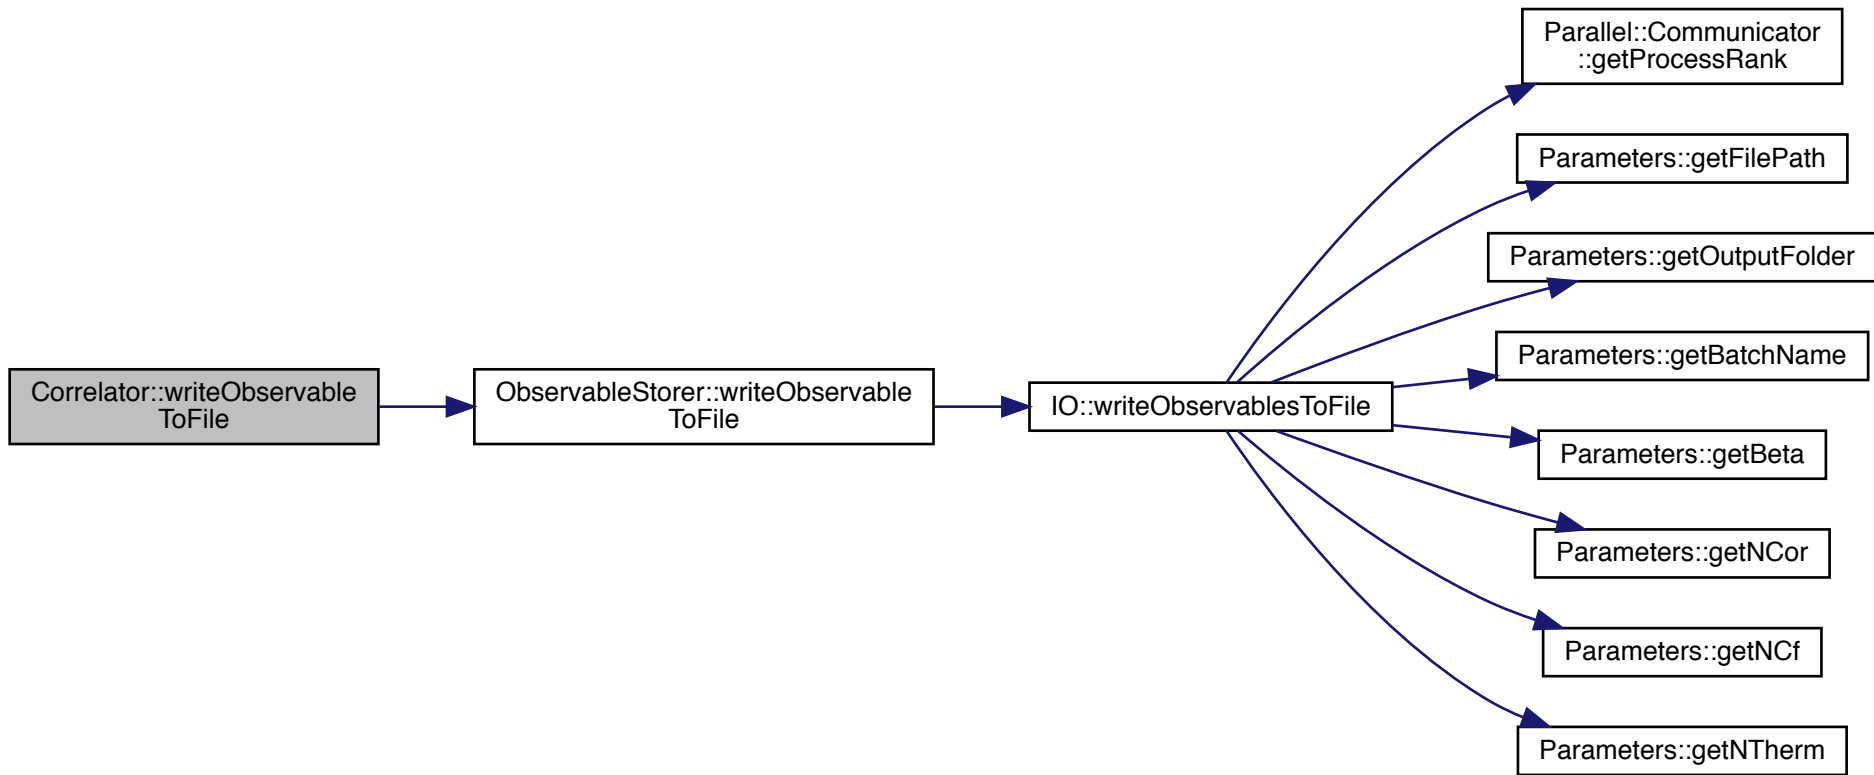 Correlator::writeObservable
ToFile
ObservableStorer::writeObservable
ToFile
IO::writeObservablesToFile
Parallel::Communicator
::getProcessRank
Parameters::getFilePath
Parameters::getOutputFolder
Parameters::getBatchName
Parameters::getBeta
Parameters::getNCor
Parameters::getNCf
Parameters::getNTherm